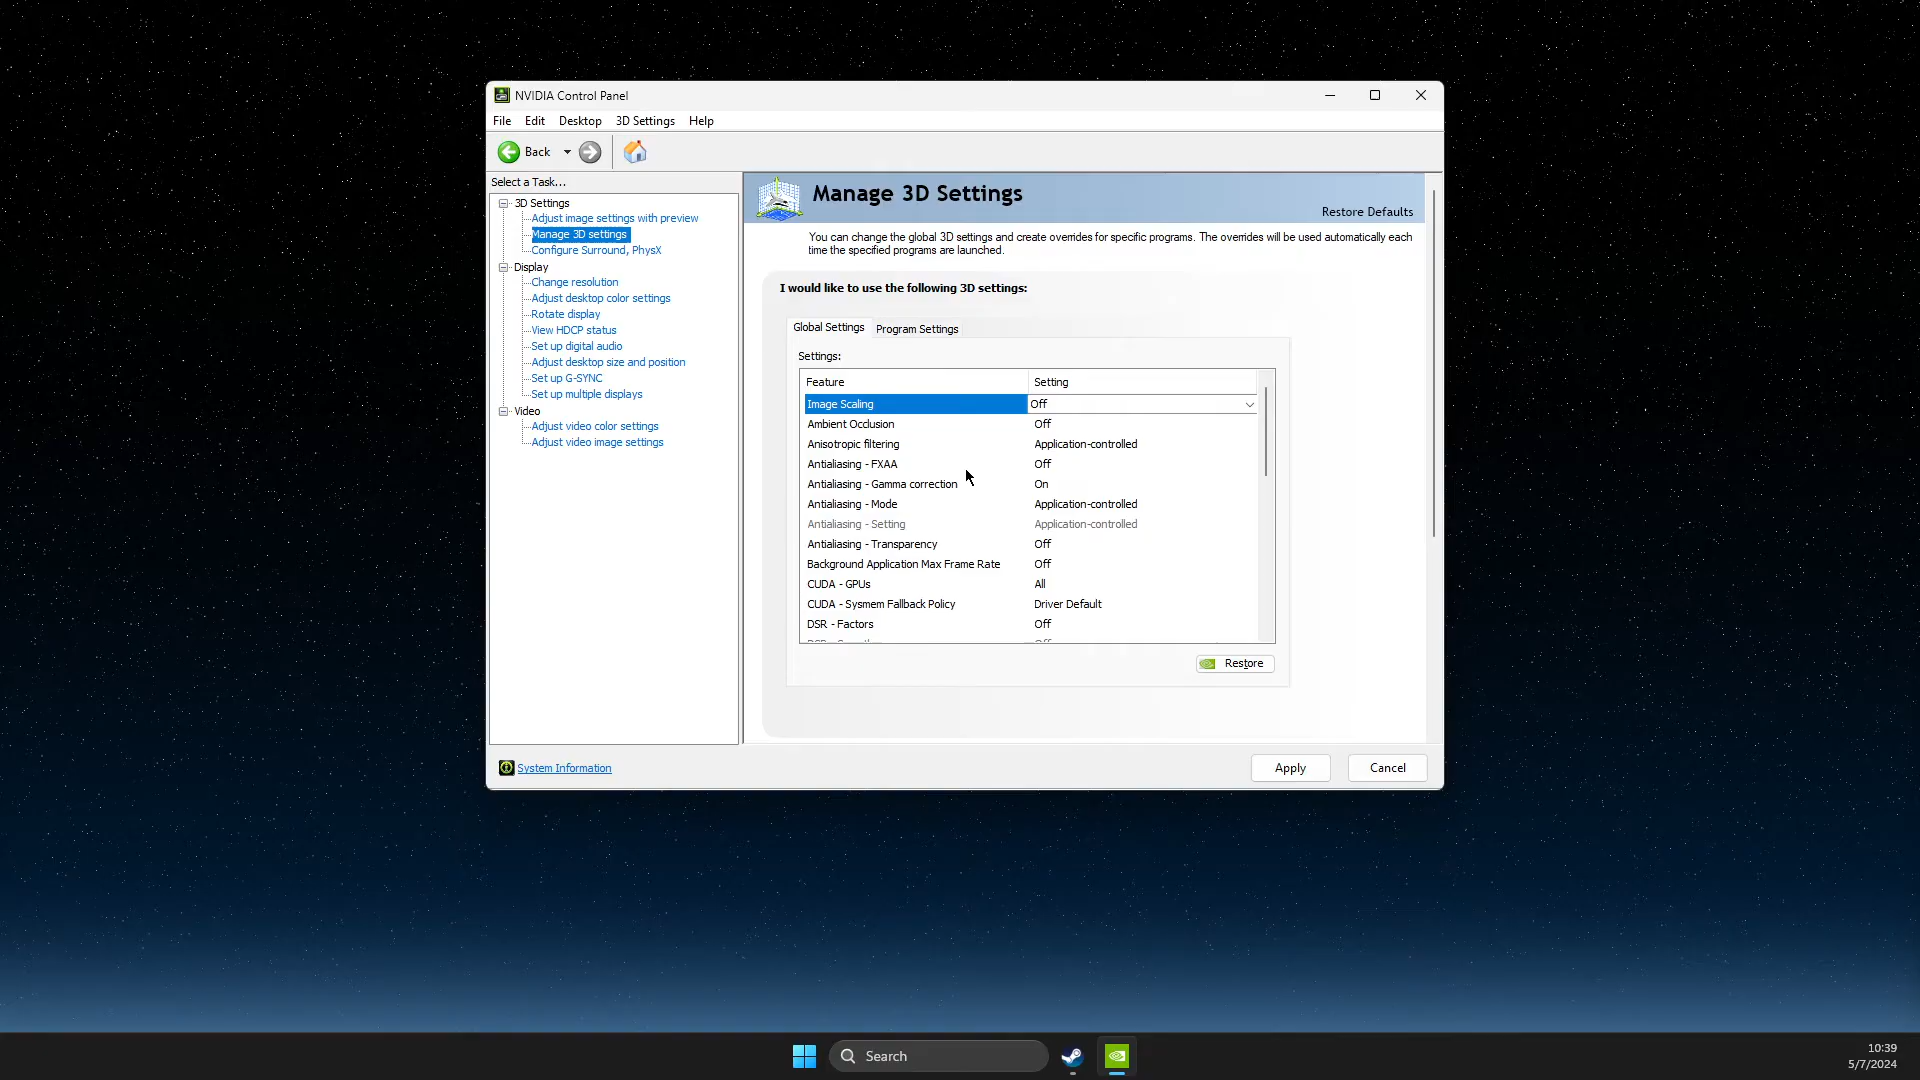 NVIDIA Control Panel
File Edit Desktop 3D Settings Help
Back
Select a Task...
3D Settings
Adjust image settings with preview
Manage 3D settings
Configure Surround, PhysX
Display
Change resolution
Adjust desktop color settings
Rotate display
View HDCP status
Set up digital audio
Adjust desktop size and position
Set up G-SYNC
Set up multiple displays
Video
Adjust video color settings
Adjust video image settings
System Information
Manage 3D Settings
Restore Defaults
You can change the global 3D settings and create overrides for specific programs. The overrides will be used automatically each
time the specified programs are launched.
I would like to use the following 3D settings:
Global Settings Program Settings
Settings:
Feature Setting
Image Scaling Off
Ambient Occlusion Off
Anisotropic filtering Application-controlled
Antialiasing - FXAA Off
Antialiasing - Gamma correction On
Antialiasing - Mode Application-controlled
Antialiasing - Setting Application-controlled
Antialiasing - Transparency Off
Background Application Max Frame Rate Off
CUDA - GPUs All
CUDA - Sysmem Fallback Policy Driver Default
DSR - Factors Off
Restore
Apply Cancel
Search
10:39
5/7/2024